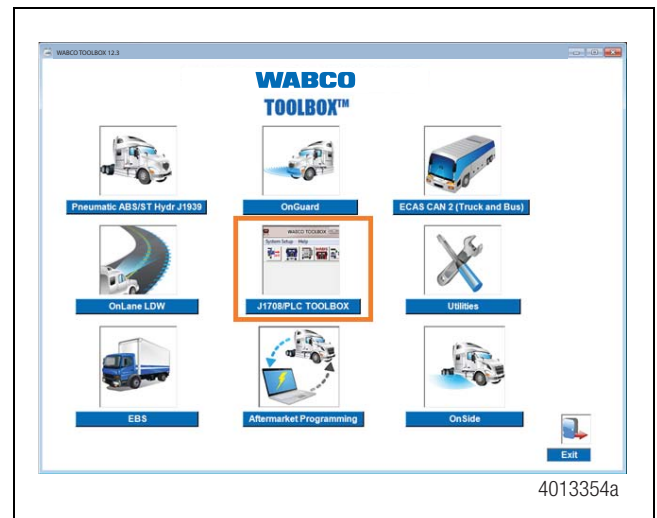 WABCO TOOLBOX 12.3
WABCO
TOOLBOX™
Pneumatic ABS/ST Hydr J1939
OnGuard
ECAS CAN 2 (Truck and Bus)
WABCO TOOLBOX
System Setup Help
OnLane LDW
J1708/PLC TOOLBOX
Utilities
EBS
Aftermarket Programming
OnSide
Exit
4013354a